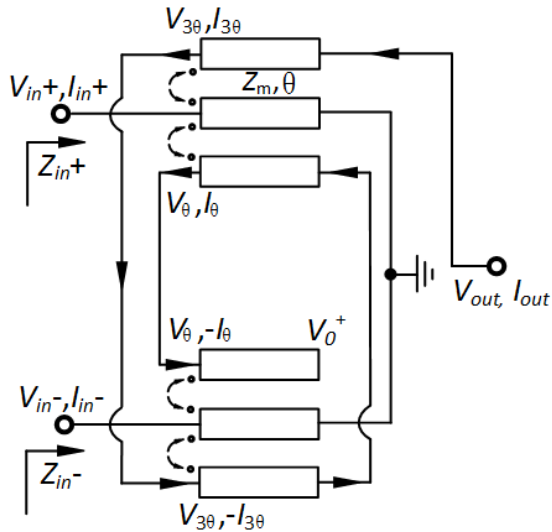 V3θ,I3θ
Vin+,Iin+
Zm,θ
Zin+
Vθ,Iθ
Vout, Iout
Vθ,-Iθ
V0+
Vin-,Iin-
Zin-
V3θ,-I3θ